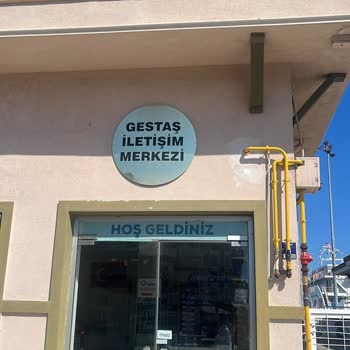 GESTAŞ
İLETİŞİM
MERKEZİ
HOŞ GELDİNİZ